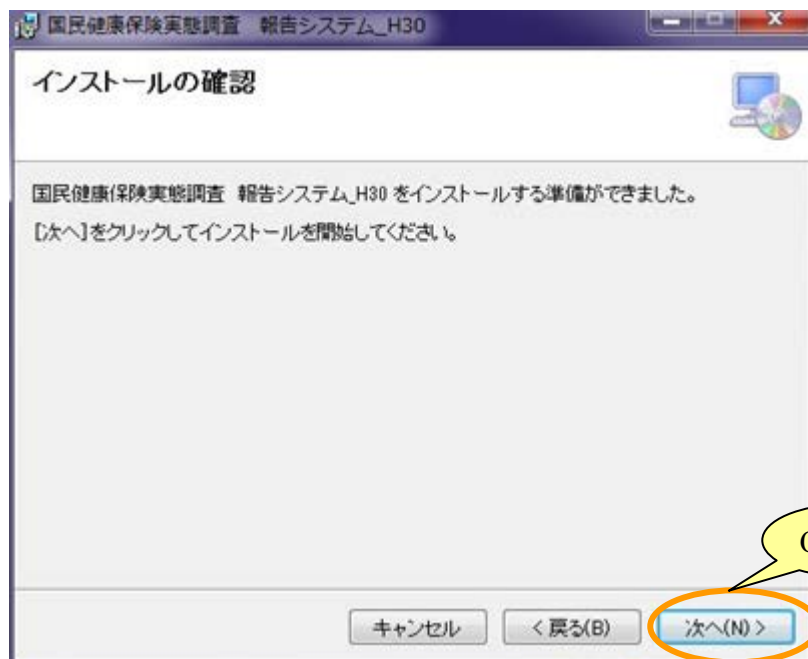 国民健康保険実態調査 報告システム_H30
インストールの確認
国民健康保険実態調査 報告システム_H30 をインストールする準備ができました。
[次へ]をクリックしてインストールを開始してください。
キャンセル
< 戻る(B)
次へ(N) >